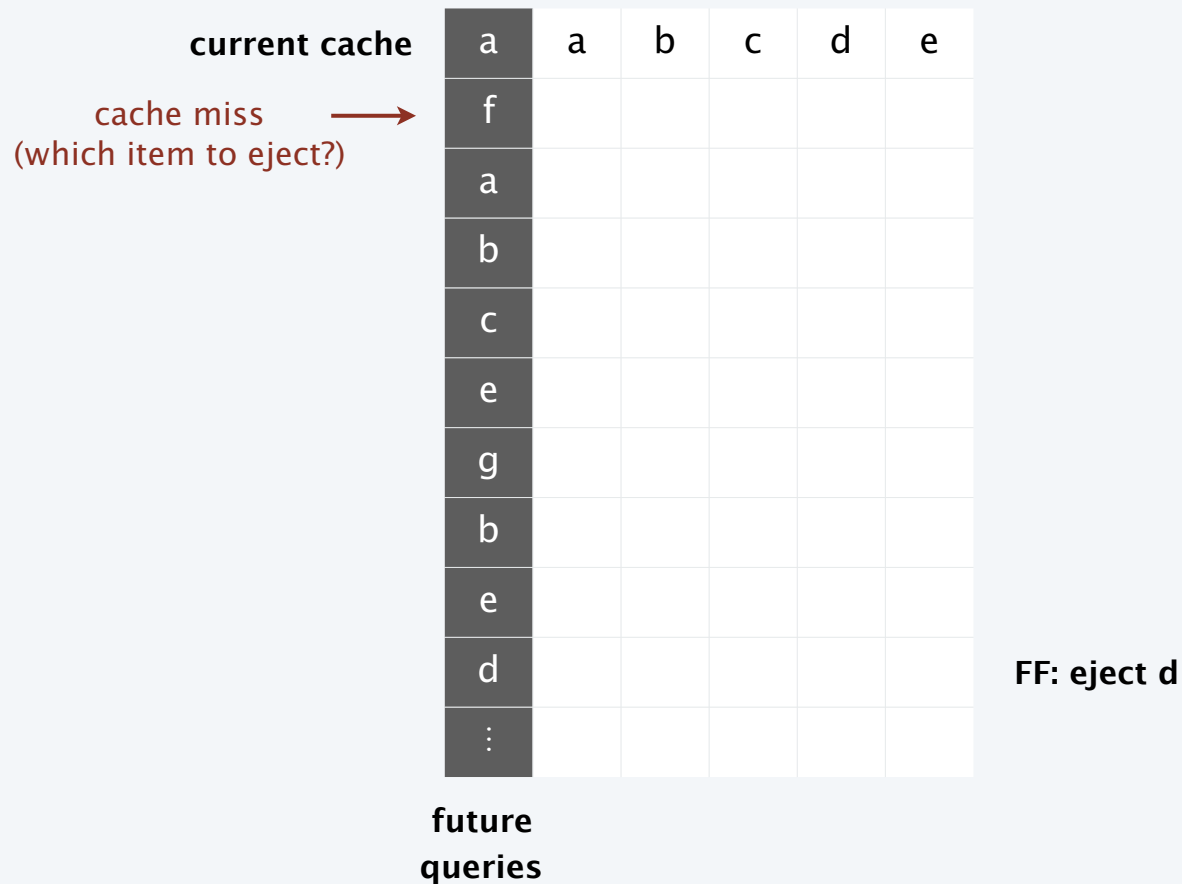 current cache a a b c d e
cache miss f
(which item to eject?)
a
b
c
e
g
b
e
d FF: eject d
⋮
future
queries